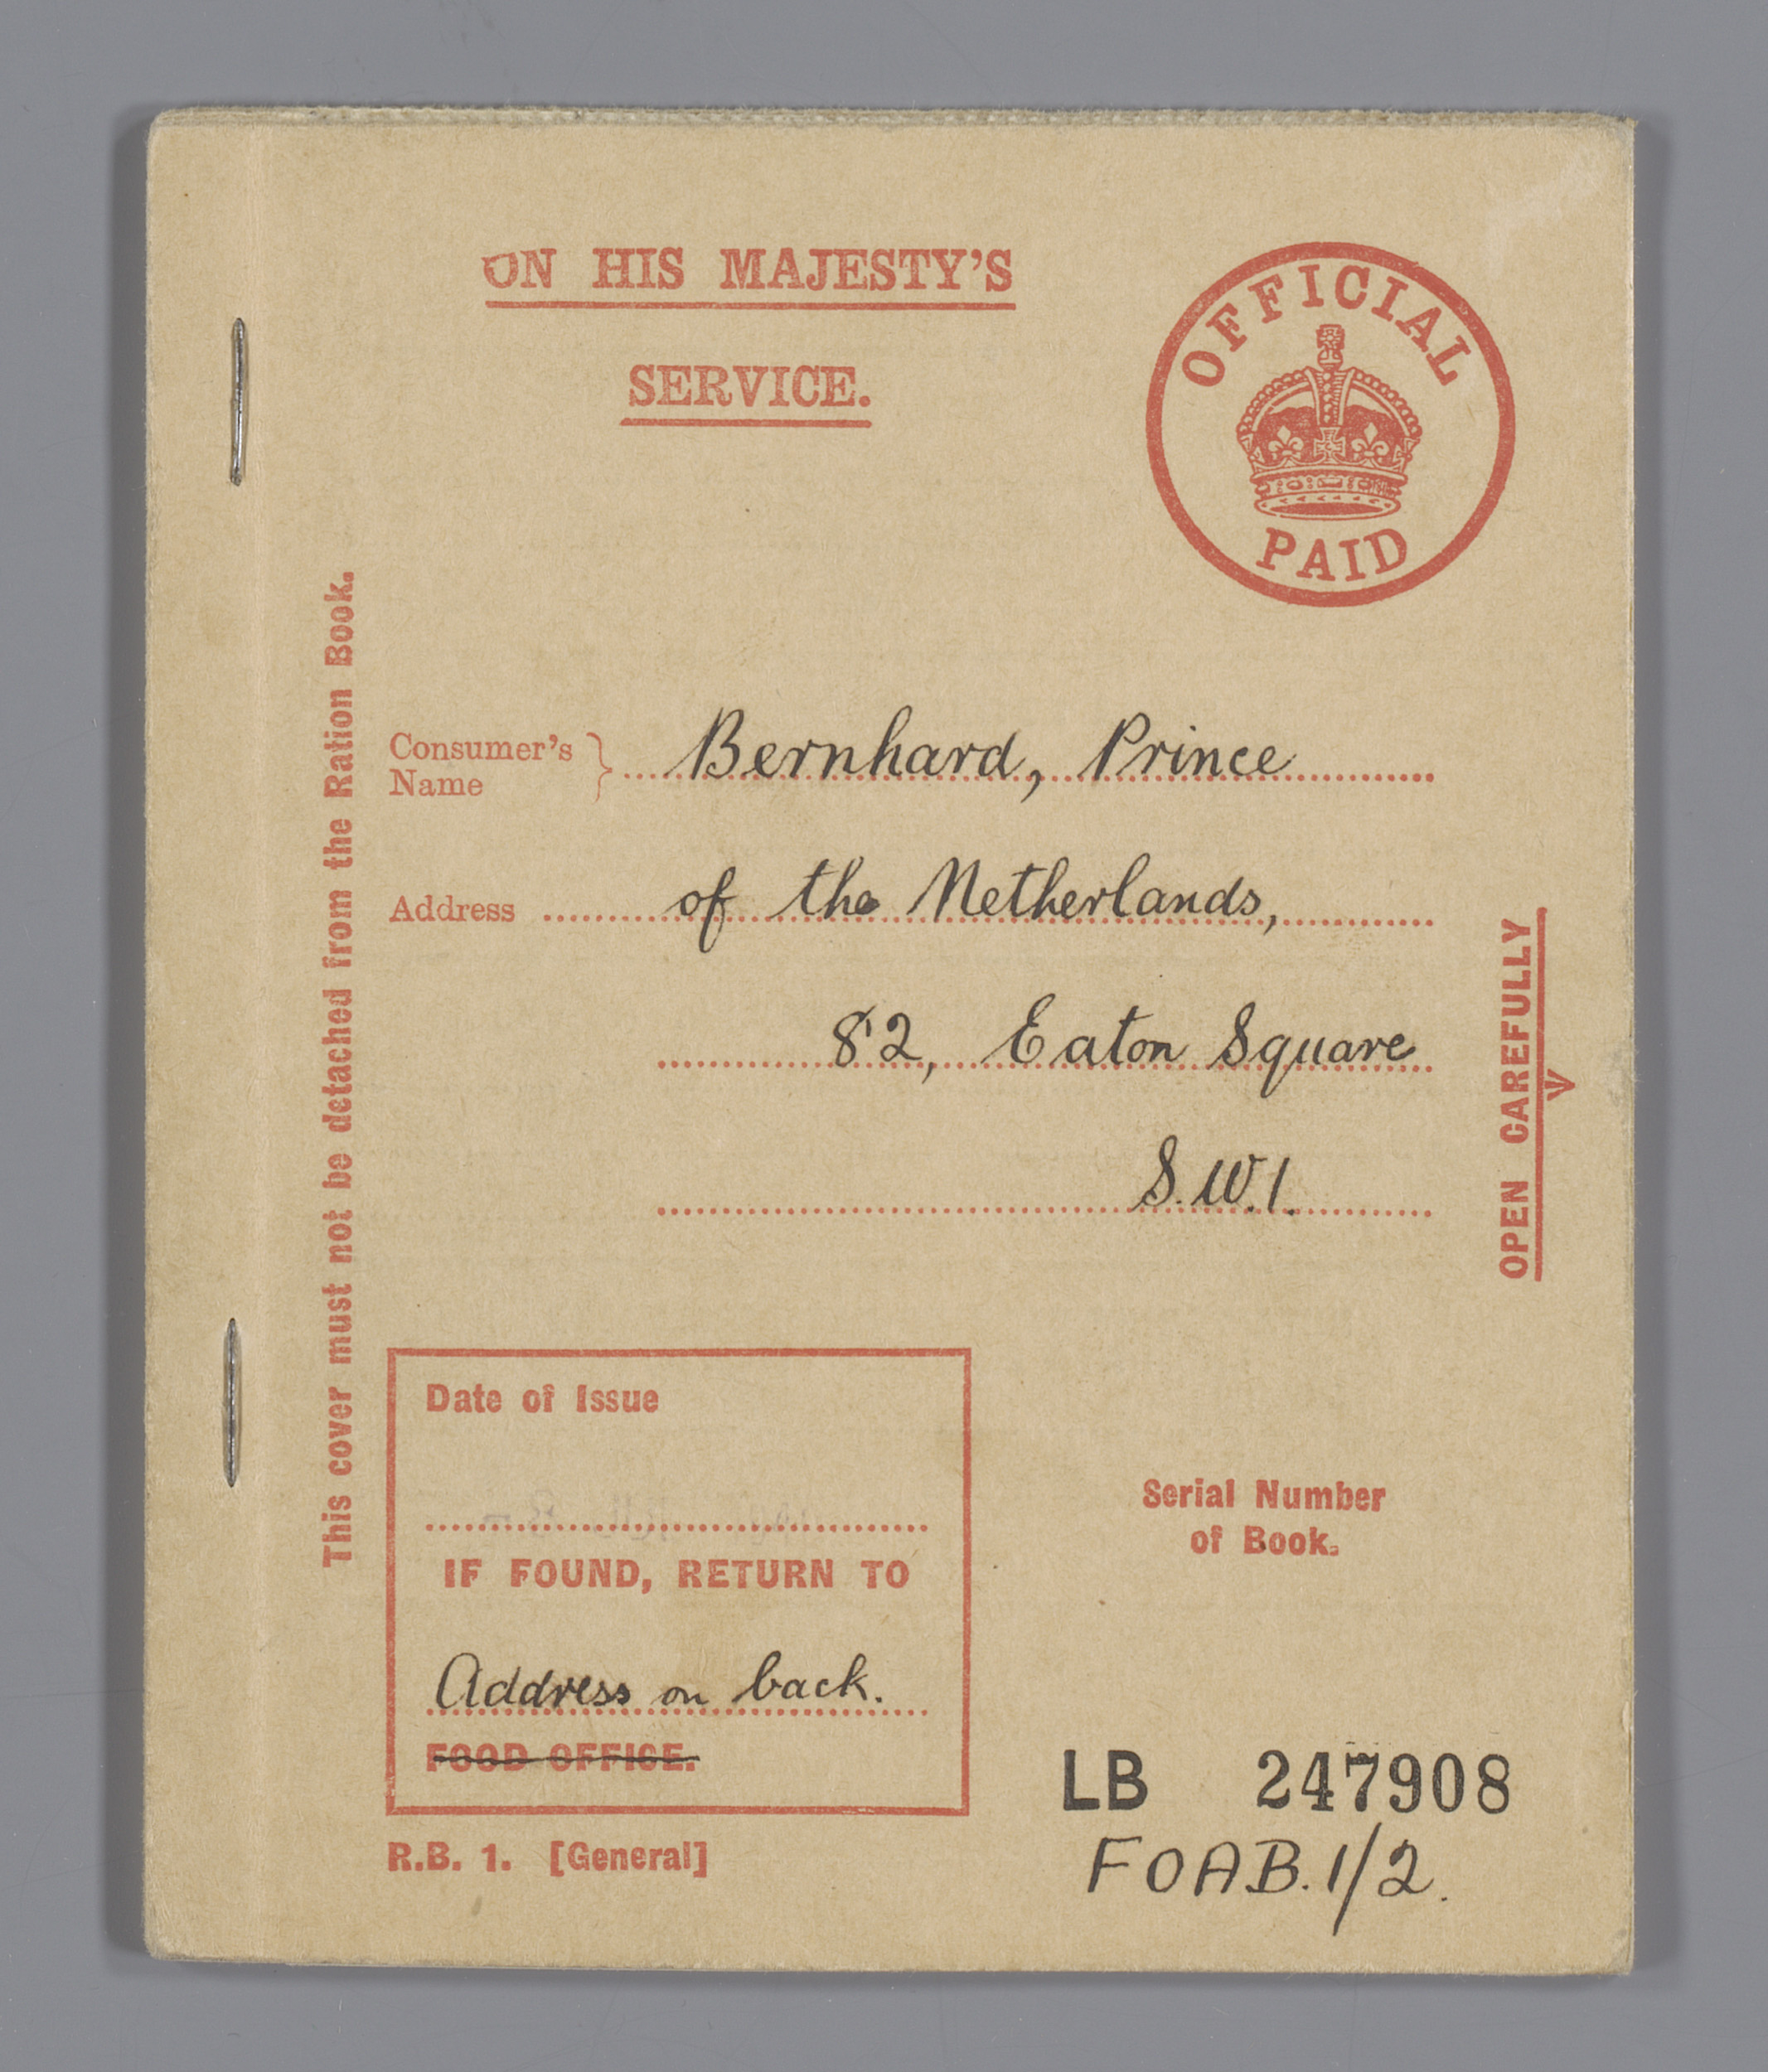 ON HIS MAJESTY'S
SERVICE.
OFFICIAL
PAID
This cover must not be detached from the Ration Book.
Consumer's
Name
Bernhard, Prince
Address of the Netherlands,
82, Eaton Square
S.W.1.
OPEN CAREFULLY
Date of Issue
IF FOUND, RETURN TO
Address on back.
FOOD OFFICE.
R.B. 1. [General]
Serial Number
of Book.
LB 247908
FOAB.1/2.